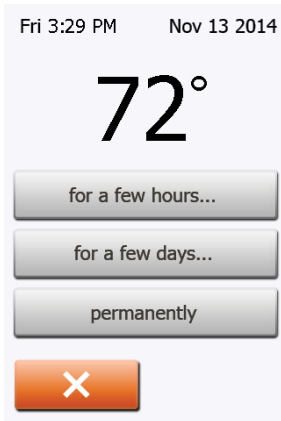 Fri 3:29 PM Nov 13 2014
72°
for a few hours...
for a few days...
permanently